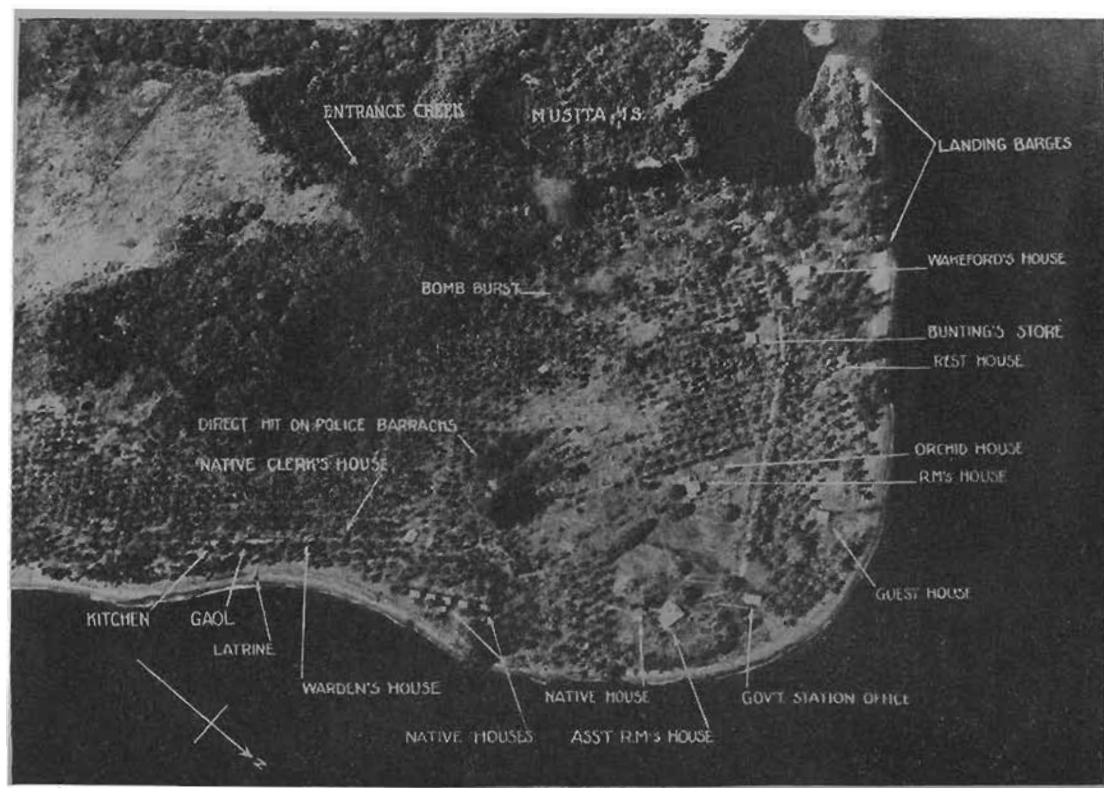 ENTRANCE CREEK
MUSITA IS.
LANDING BARGES
WAKEFORD'S HOUSE
BOMB BURST
BUNTING'S STORE
REST HOUSE
DIRECT HIT ON POLICE BARRACKS
NATIVE CLERK'S HOUSE
ORCHID HOUSE
R.M's HOUSE
GUEST HOUSE
KITCHEN
GAOL
LATRINE
WARDEN'S HOUSE
NATIVE HOUSE
GOV'T. STATION OFFICE
NATIVE HOUSES
ASS'T R.M's HOUSE
N